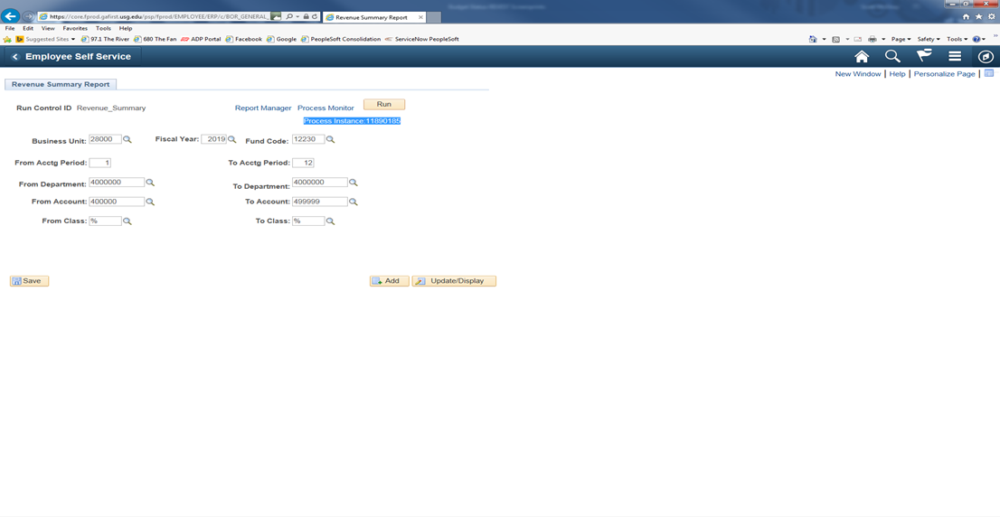 https://core.fprod.gafirst.usg.edu/psp/fprod/EMPLOYEE/ERP/c/BOR_GENERAL_
Revenue Summary Report
File Edit View Favorites Tools Help
Suggested Sites 97.1 The River 680 The Fan ADP Portal Facebook Google PeopleSoft Consolidation ServiceNow PeopleSoft
Page Safety Tools
Employee Self Service
New Window | Help | Personalize Page |
Revenue Summary Report
Run Control ID Revenue_Summary Report Manager Process Monitor Run
Process Instance:11890185
Business Unit: 28000 Fiscal Year: 2019 Fund Code: 12230
From Acctg Period: 1 To Acctg Period: 12
From Department: 4000000 To Department: 4000000
From Account: 400000 To Account: 499999
From Class: % To Class: %
Save Add Update/Display